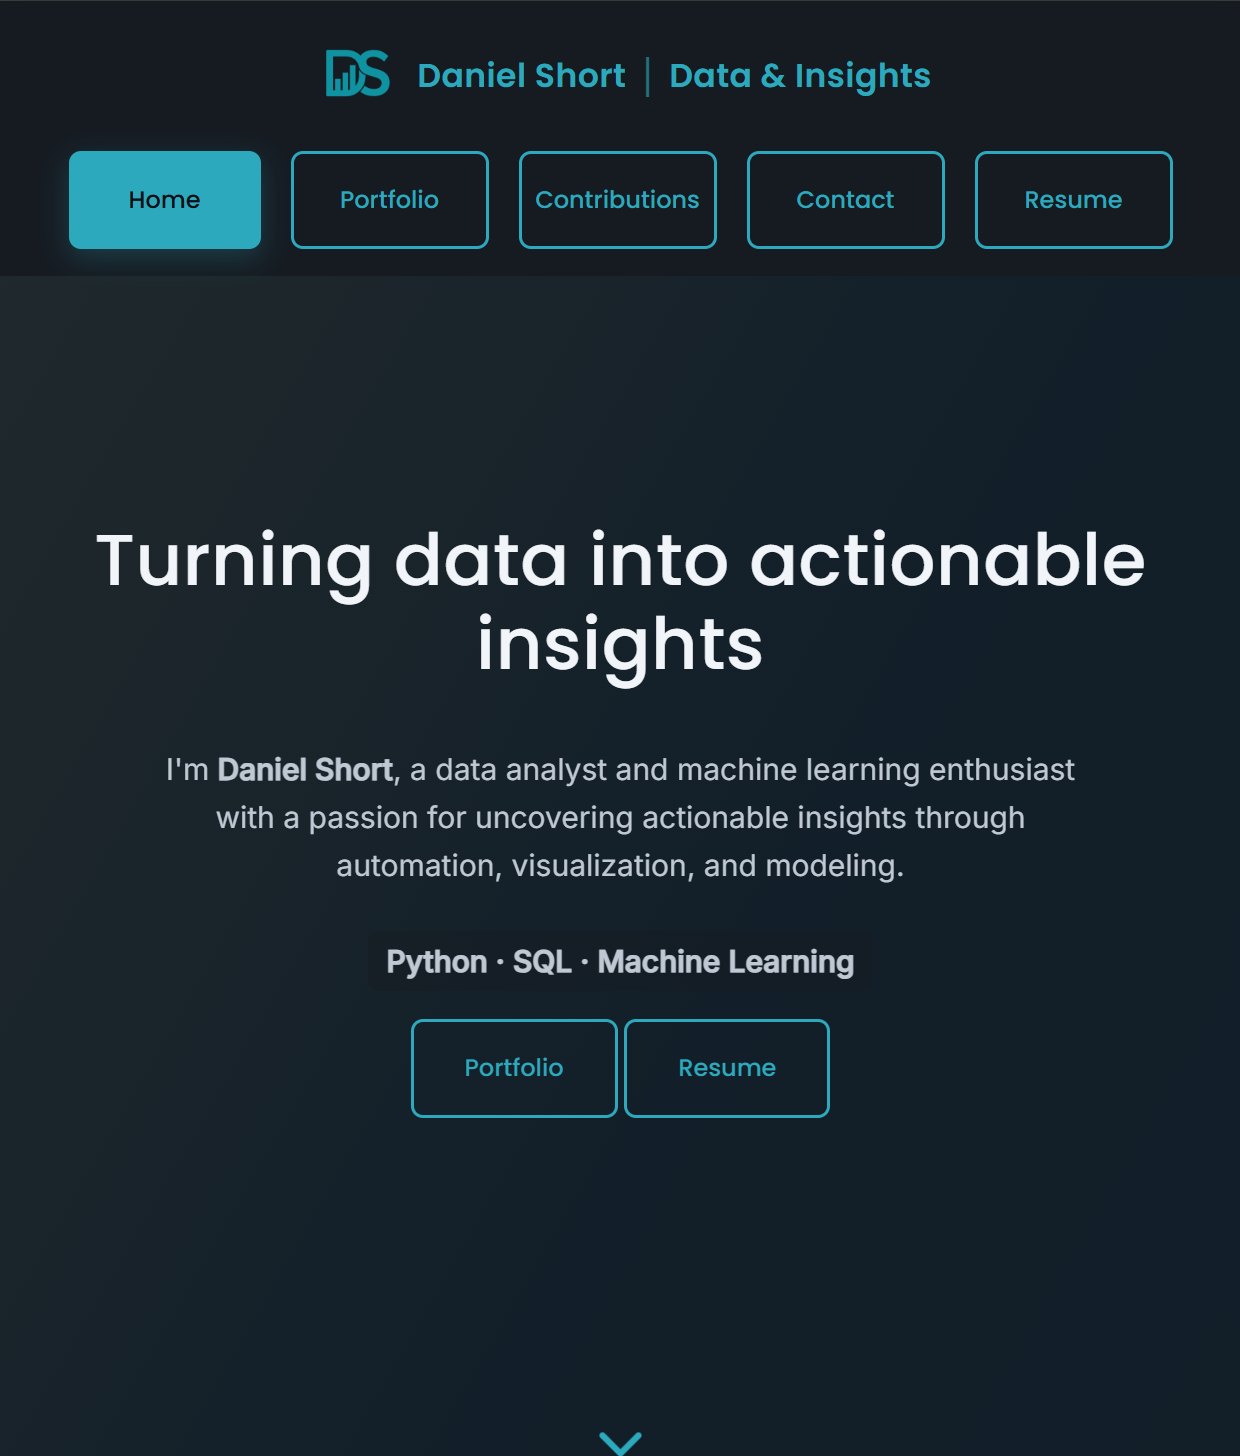 DS Daniel Short | Data & Insights
Home Portfolio Contributions Contact Resume
Turning data into actionable
insights
I'm Daniel Short, a data analyst and machine learning enthusiast
with a passion for uncovering actionable insights through
automation, visualization, and modeling.
Python · SQL · Machine Learning
Portfolio Resume